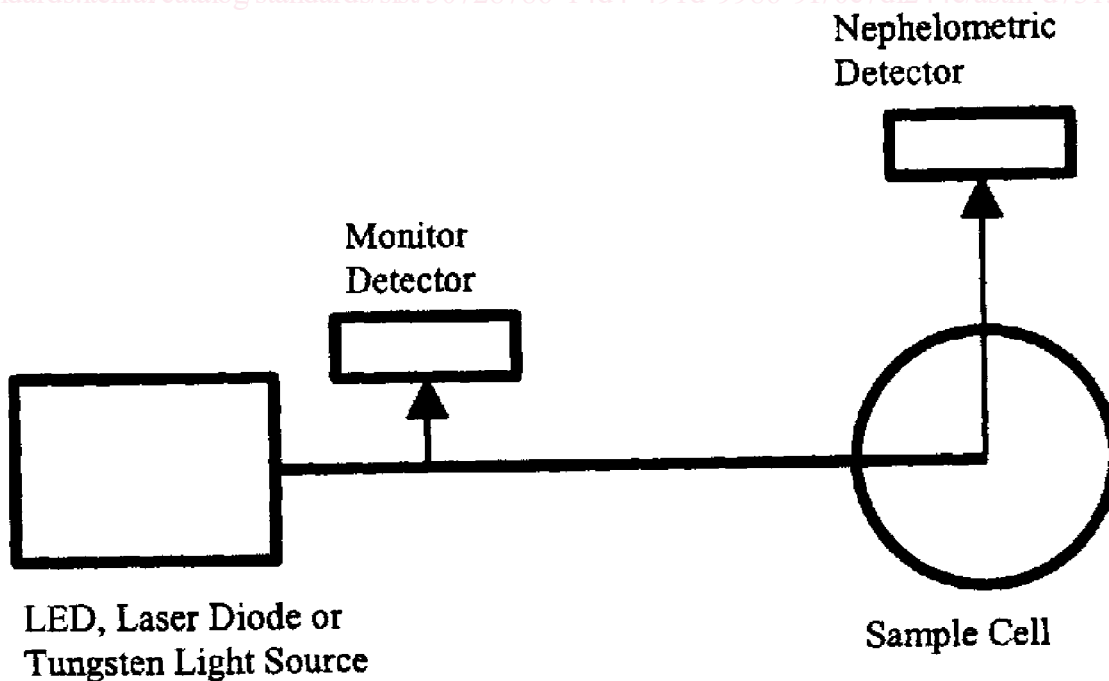 Nephelometric
Detector
Monitor
Detector
LED, Laser Diode or
Tungsten Light Source
Sample Cell